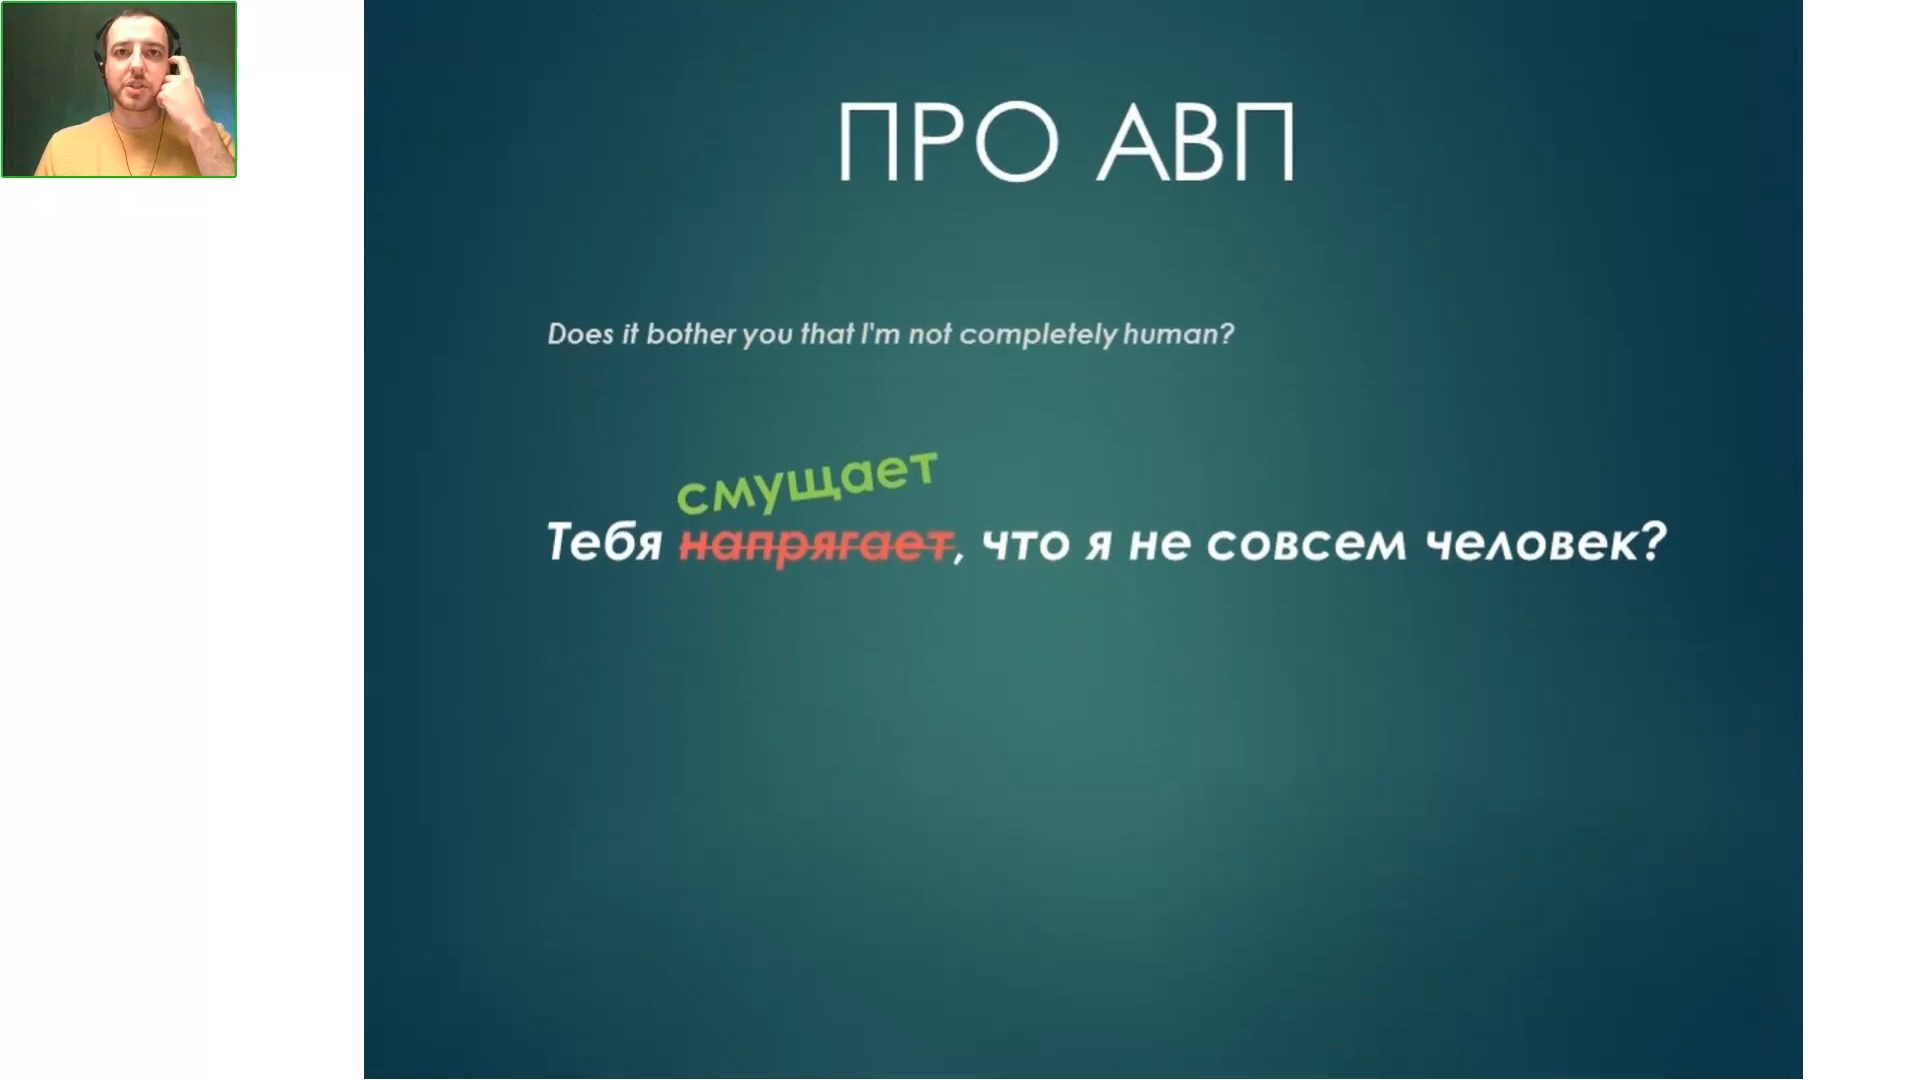 ПРО АВП
Does it bother you that I'm not completely human?
смущает
Тебя напрягает, что я не совсем человек?